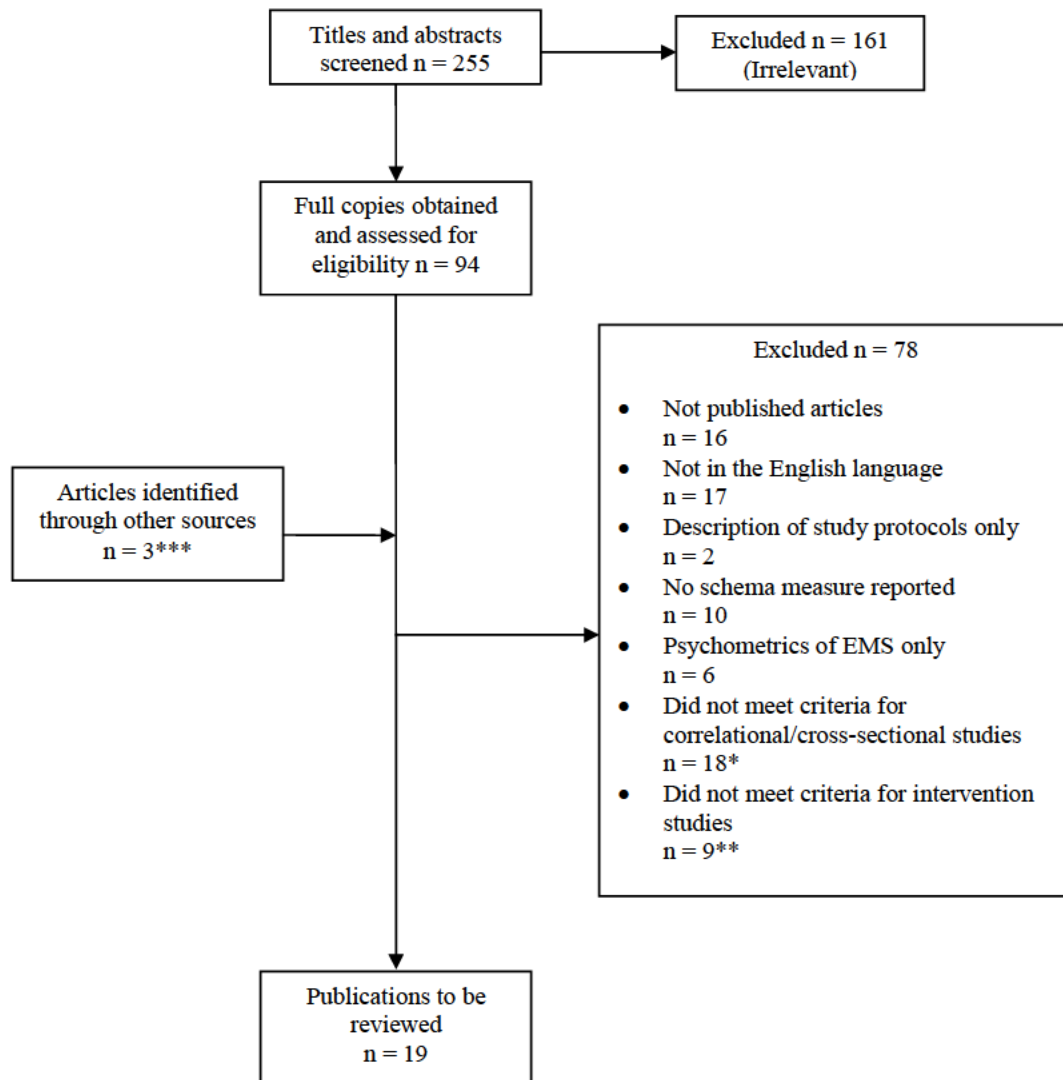 Titles and abstracts
screened n = 255
Excluded n = 161
(Irrelevant)
Full copies obtained
and assessed for
eligibility n = 94
Articles identified
through other sources
n = 3***
Excluded n = 78
• Not published articles
n = 16
• Not in the English language
n = 17
• Description of study protocols only
n = 2
• No schema measure reported
n = 10
• Psychometrics of EMS only
n = 6
• Did not meet criteria for
correlational/cross-sectional studies
n = 18*
• Did not meet criteria for intervention
studies
n = 9**
Publications to be
reviewed
n = 19